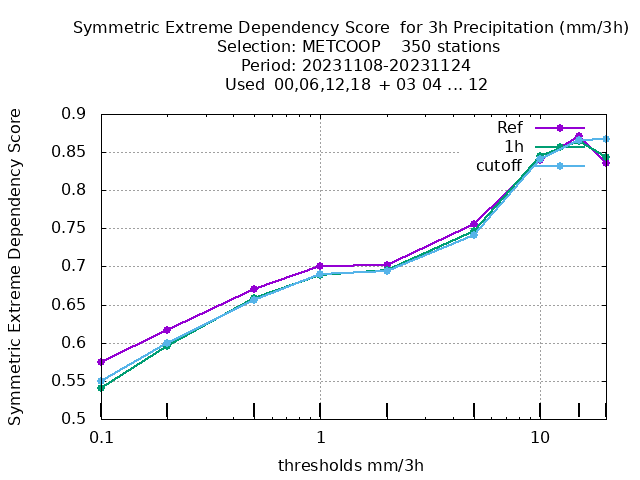 Symmetric Extreme Dependency Score  for 3h Precipitation (mm/3h)
Selection: METCOOP    350 stations
Period: 20231108-20231124
Used  00,06,12,18  + 03 04 ... 12
Symmetric Extreme Dependency Score
0.9
0.85
0.8
0.75
0.7
0.65
0.6
0.55
0.5
Ref
1h
cutoff
0.1
1
10
thresholds mm/3h